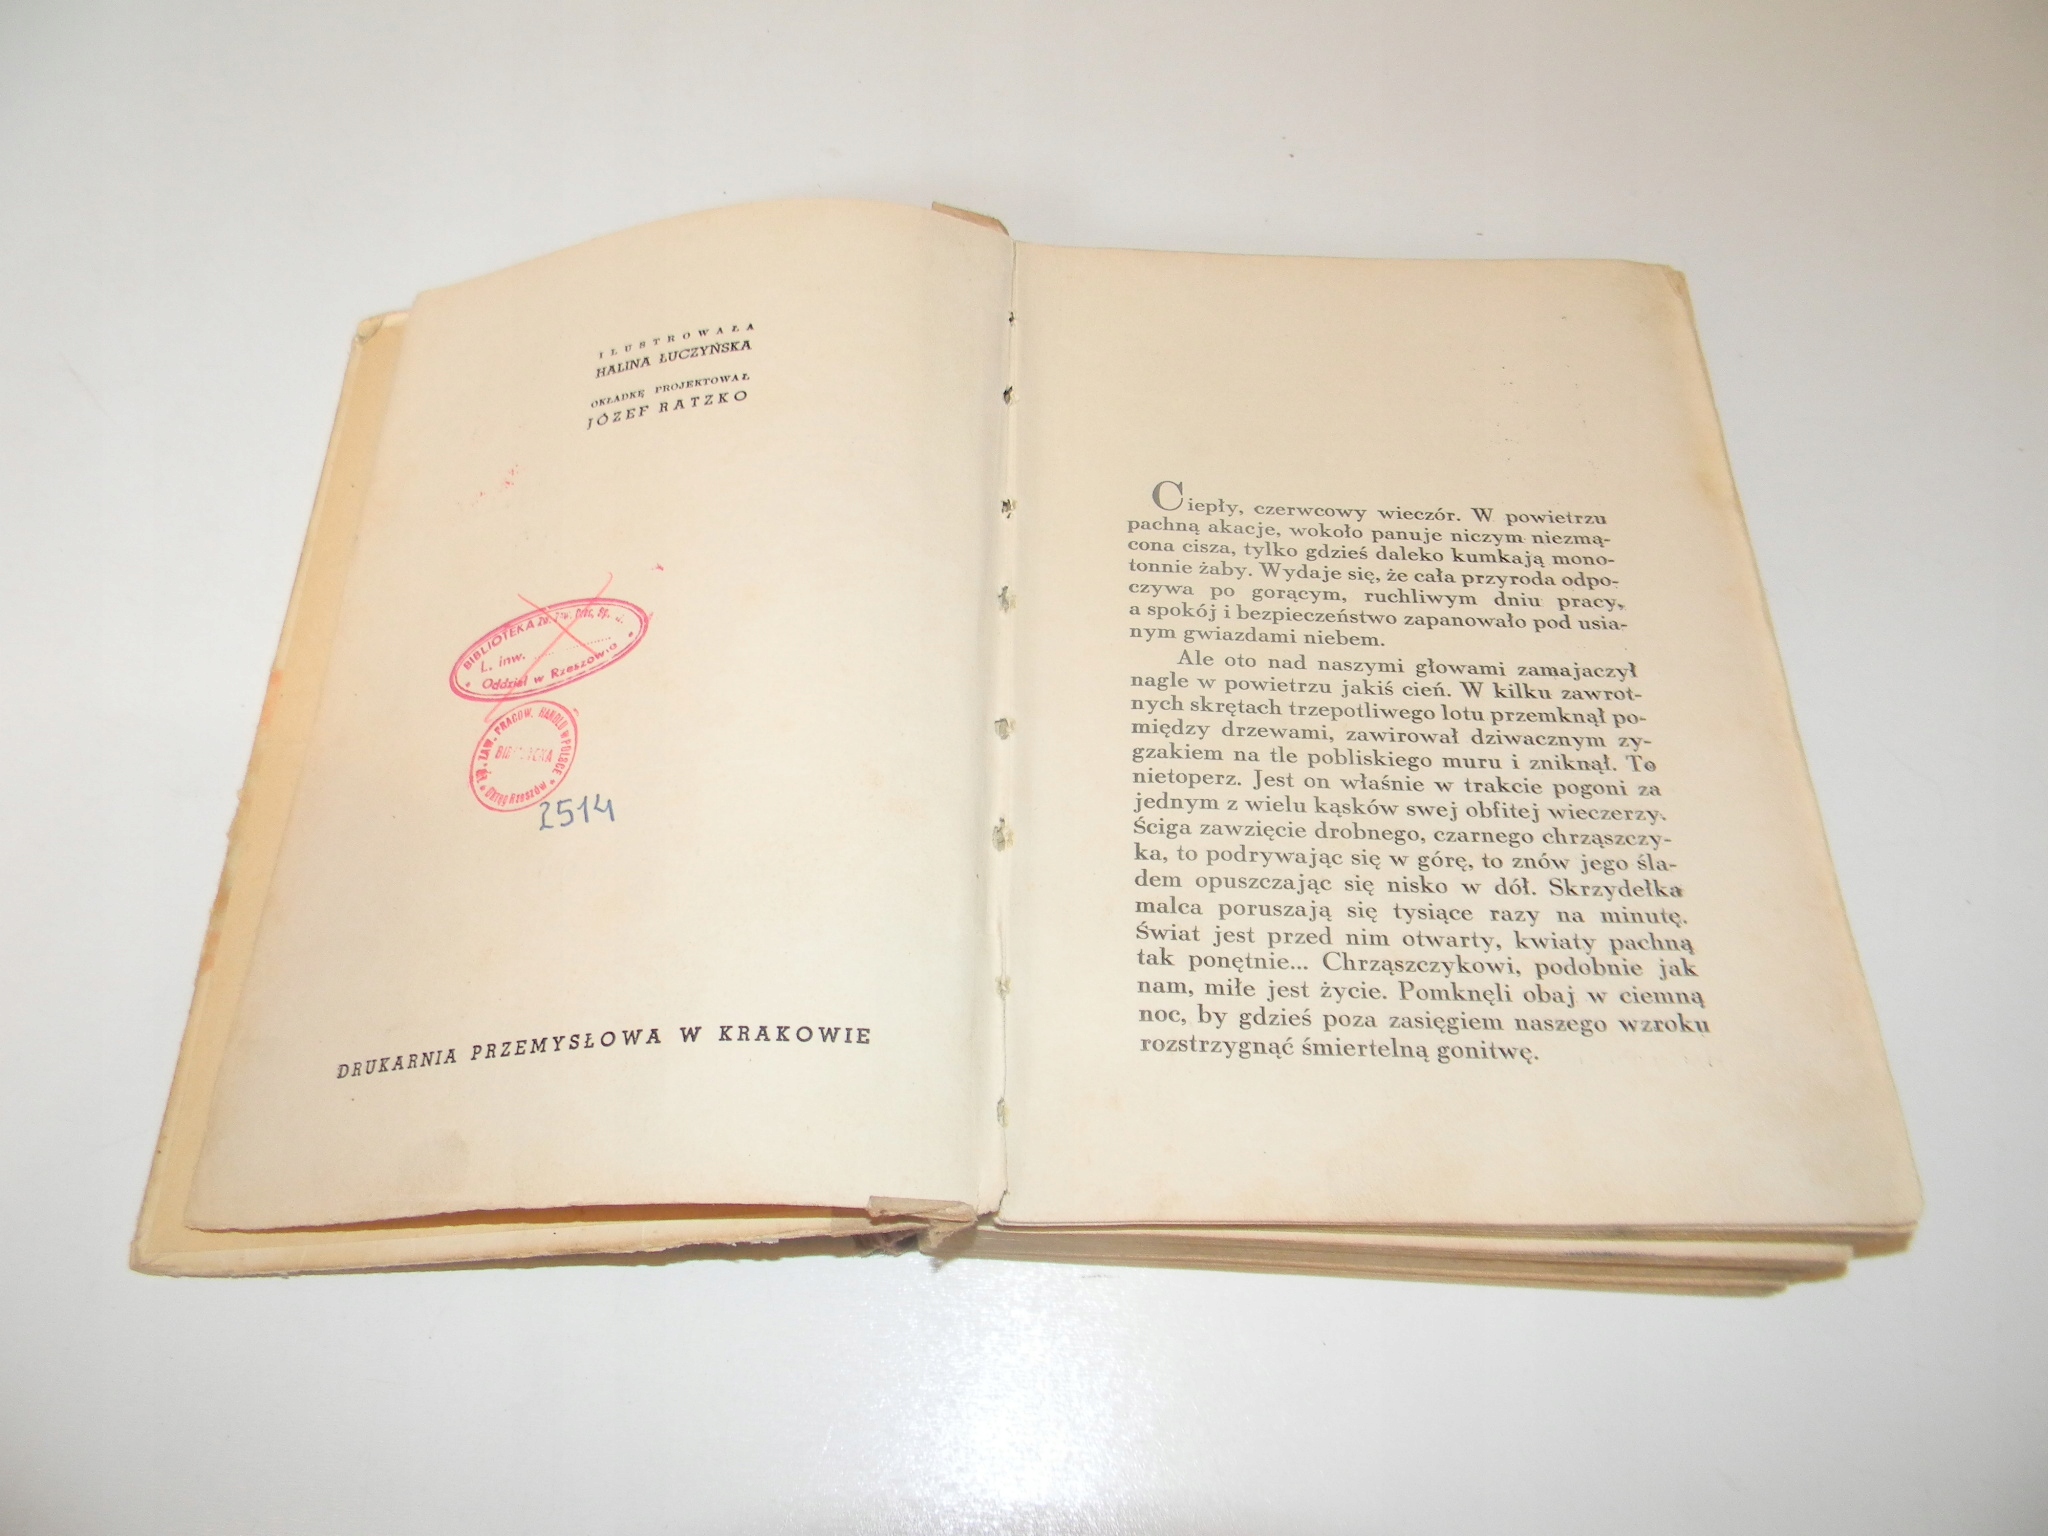 ILUSTROWAŁA
HALINA ŁUCZYŃSKA
OKŁADKĘ PROJEKTOWAŁ
JÓZEF RATZKO
BIBLIOTEKA
L. inw.
Oddział w Rzeszowie
ZAW. PRACOW. HANDLU W POLSCE
BIBLIOTEKA
OKRĘG Rzeszów
2514
DRUKARNIA PRZEMYSŁOWA W KRAKOWIE
Ciepły, czerwcowy wieczór. W powietrzu
pachną akacje, wokoło panuje niczym niezmą-
cona cisza, tylko gdzieś daleko kumkają mono-
tonnie żaby. Wydaje się, że cała przyroda odpo-
czywa po gorącym, ruchliwym dniu pracy,
a spokój i bezpieczeństwo zapanowało pod usia-
nym gwiazdami niebem.
Ale oto nad naszymi głowami zamajaczył
nagle w powietrzu jakiś cień. W kilku zawrot-
nych skrętach trzepotliwego lotu przemknął po-
między drzewami, zawirował dziwacznym zy-
gzakiem na tle pobliskiego muru i zniknął. To
nietoperz. Jest on właśnie w trakcie pogoni za
jednym z wielu kąsków swej obfitej wieczerzy.
Ściga zawzięcie drobnego, czarnego chrząszczy-
ka, to podrywając się w górę, to znów jego śla-
dem opuszczając się nisko w dół. Skrzydełka
malca poruszają się tysiące razy na minutę.
Świat jest przed nim otwarty, kwiaty pachną
tak ponętnie... Chrząszczykowi, podobnie jak
nam, miłe jest życie. Pomknęli obaj w ciemną
noc, by gdzieś poza zasięgiem naszego wzroku
rozstrzygnąć śmiertelną gonitwę.